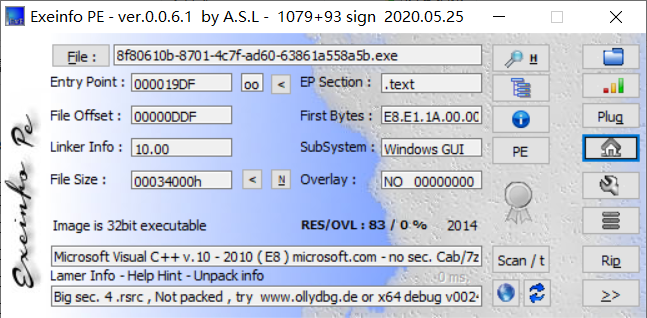 Exeinfo PE - ver.0.0.6.1 by A.S.L - 1079+93 sign 2020.05.25
Exeinfo Pe
File : 8f80610b-8701-4c7f-ad60-63861a558a5b.exe H
Entry Point : 000019DF oo < EP Section : .text
File Offset : 00000DDF First Bytes : E8.E1.1A.00.00 Plug
Linker Info : 10.00 SubSystem : Windows GUI PE
File Size : 00034000h < N Overlay : NO 00000000
Image is 32bit executable RES/OVL : 83 / 0 % 2014
Microsoft Visual C++ v.10 - 2010 ( E8 ) microsoft.com - no sec. Cab/7z Scan / t Rip
Lamer Info - Help Hint - Unpack info 0 ms.
Big sec. 4 .rsrc , Not packed , try www.ollydbg.de or x64 debug v002 >>